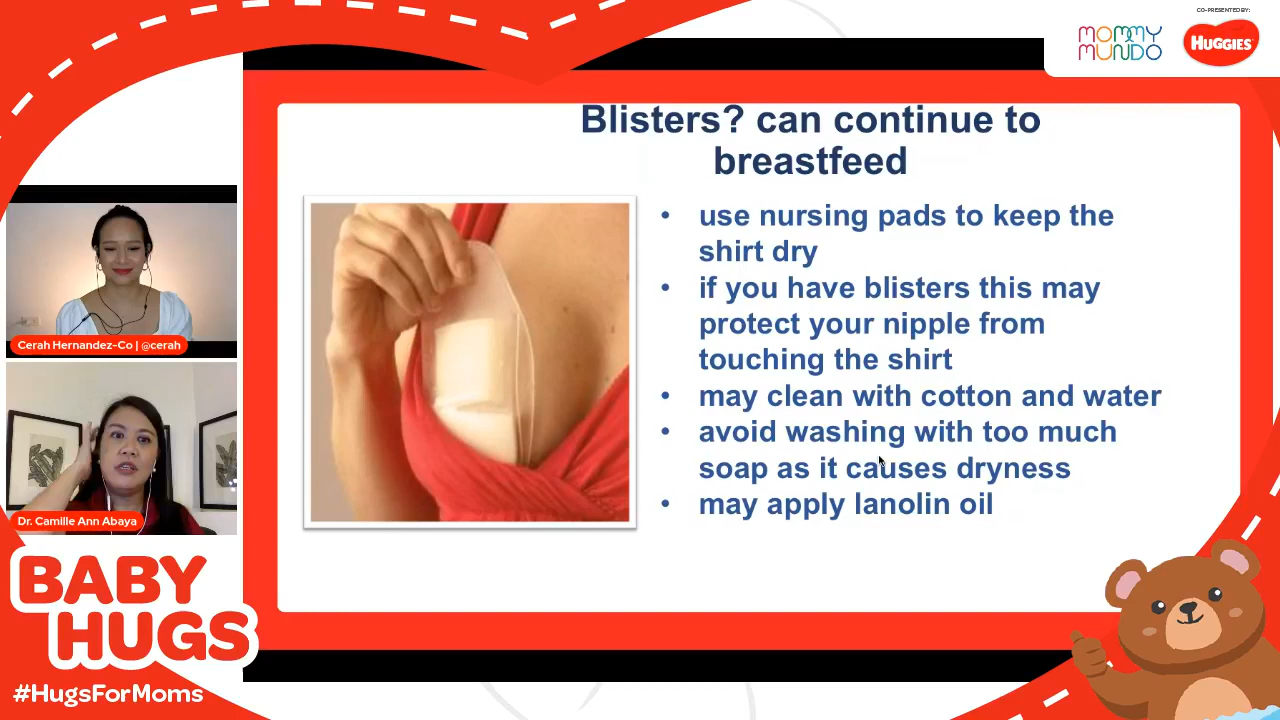 CO-PRESENTED BY:
MOMMY
MUNDO
HUGGIES
Blisters? can continue to
breastfeed
• use nursing pads to keep the
shirt dry
• if you have blisters this may
protect your nipple from
touching the shirt
• may clean with cotton and water
• avoid washing with too much
soap as it causes dryness
• may apply lanolin oil
Cerah Hernandez-Co | @cerah
Dr. Camille Ann Abaya
BABY
HUGS
#HugsForMoms